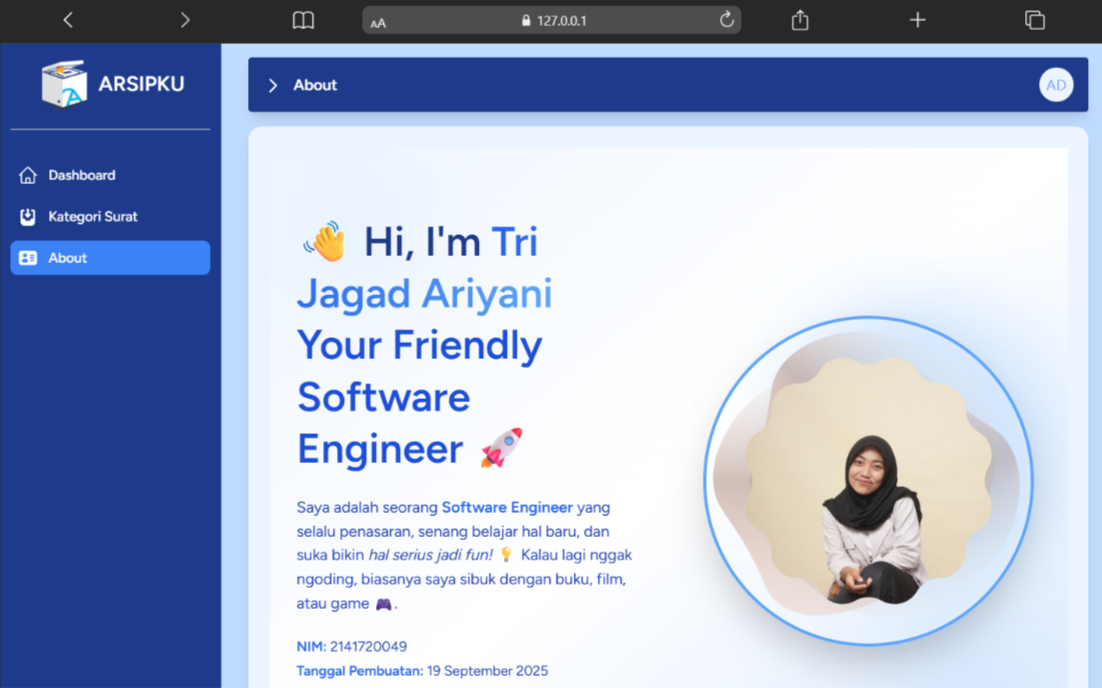 AA 127.0.0.1
ARSIPKU
Dashboard
Kategori Surat
About
About
AD
👋 Hi, I'm Tri
Jagad Ariyani
Your Friendly
Software
Engineer 🚀
Saya adalah seorang Software Engineer yang
selalu penasaran, senang belajar hal baru, dan
suka bikin hal serius jadi fun! 💡 Kalau lagi nggak
ngoding, biasanya saya sibuk dengan buku, film,
atau game 🎮.
NIM: 2141720049
Tanggal Pembuatan: 19 September 2025